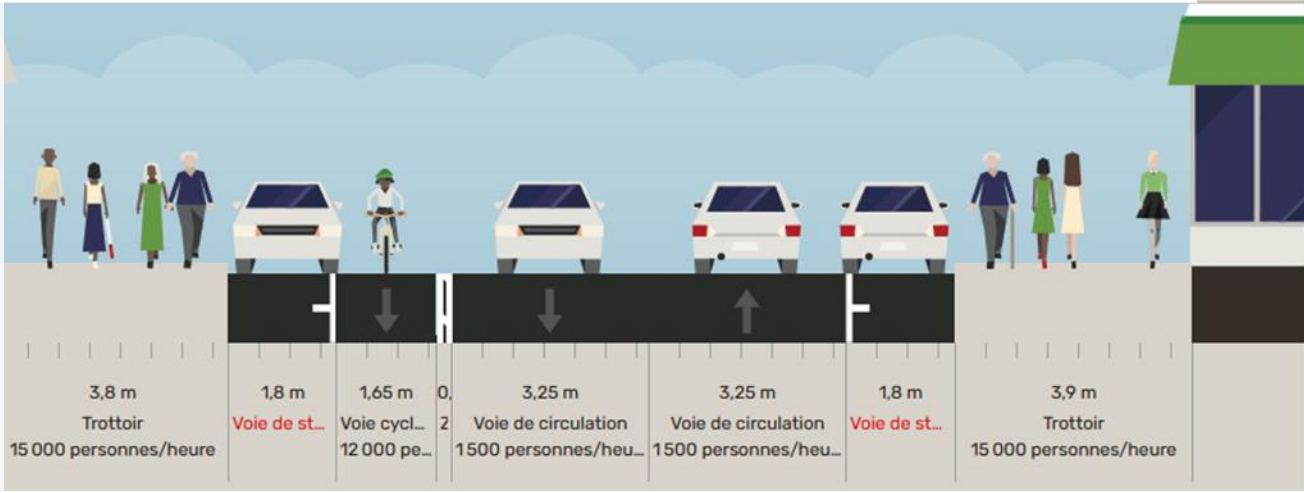 3,8 m
Trottoir
15 000 personnes/heure
1,8 m
Voie de st...
1,65 m
Voie cycl...
12 000 pe...
0,
Z
3,25 m
Voie de circulation
1 500 personnes/heu...
3,25 m
Voie de circulation
1 500 personnes/heu...
1,8 m
Voie de st...
3,9 m
Trottoir
15 000 personnes/heure